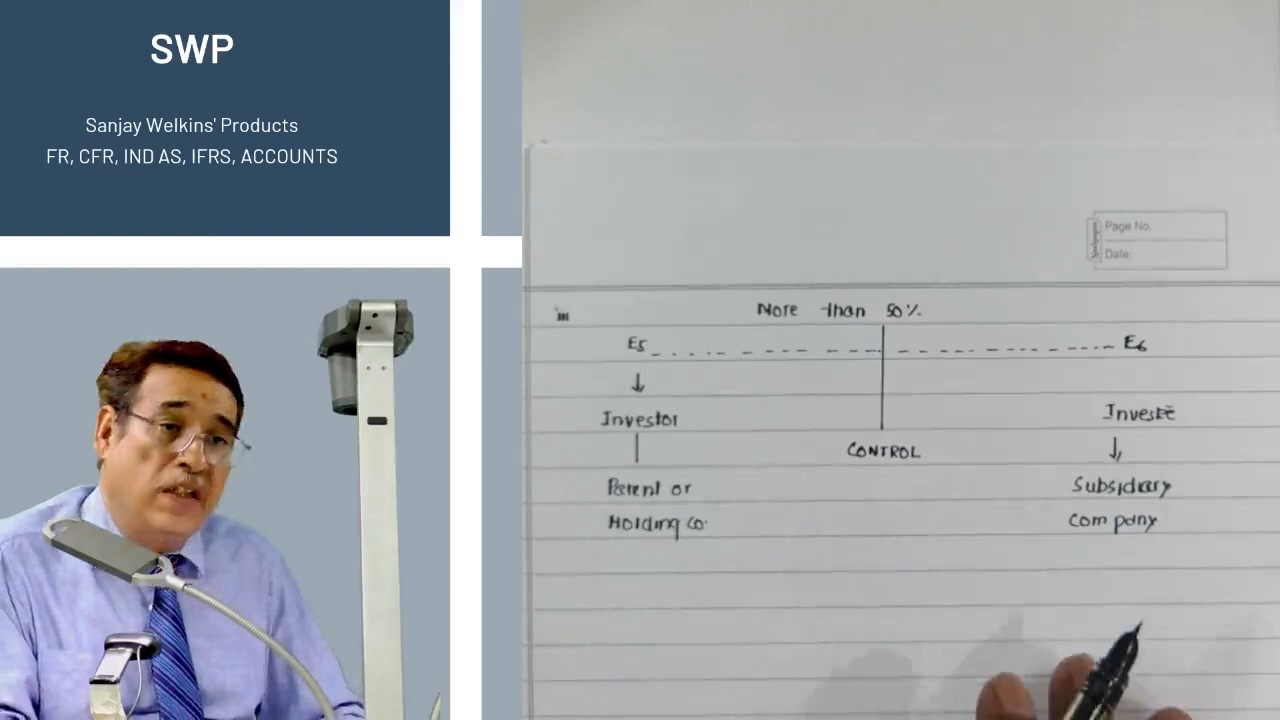 SWP
Sanjay Welkins' Products
FR, CFR, IND AS, IFRS, ACCOUNTS
Page No.
Date:
More than 50%
E5 E6
Investor Investē
CONTROL
Parent or Subsidiary
Holding Co. Company